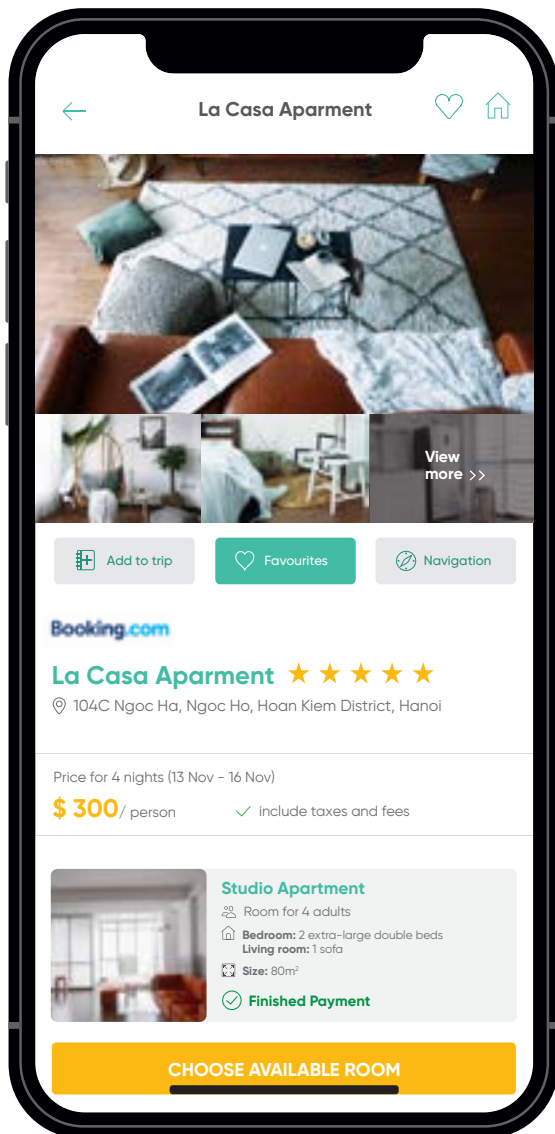 La Casa Aparment
View
more >>
Add to trip
Favourites
Navigation
Booking.com
La Casa Aparment
104C Ngoc Ha, Ngoc Ho, Hoan Kiem District, Hanoi
Price for 4 nights (13 Nov - 16 Nov)
$ 300/ person
include taxes and fees
Studio Apartment
Room for 4 adults
Bedroom: 2 extra-large double beds
Living room: 1 sofa
Size: 80m²
Finished Payment
CHOOSE AVAILABLE ROOM